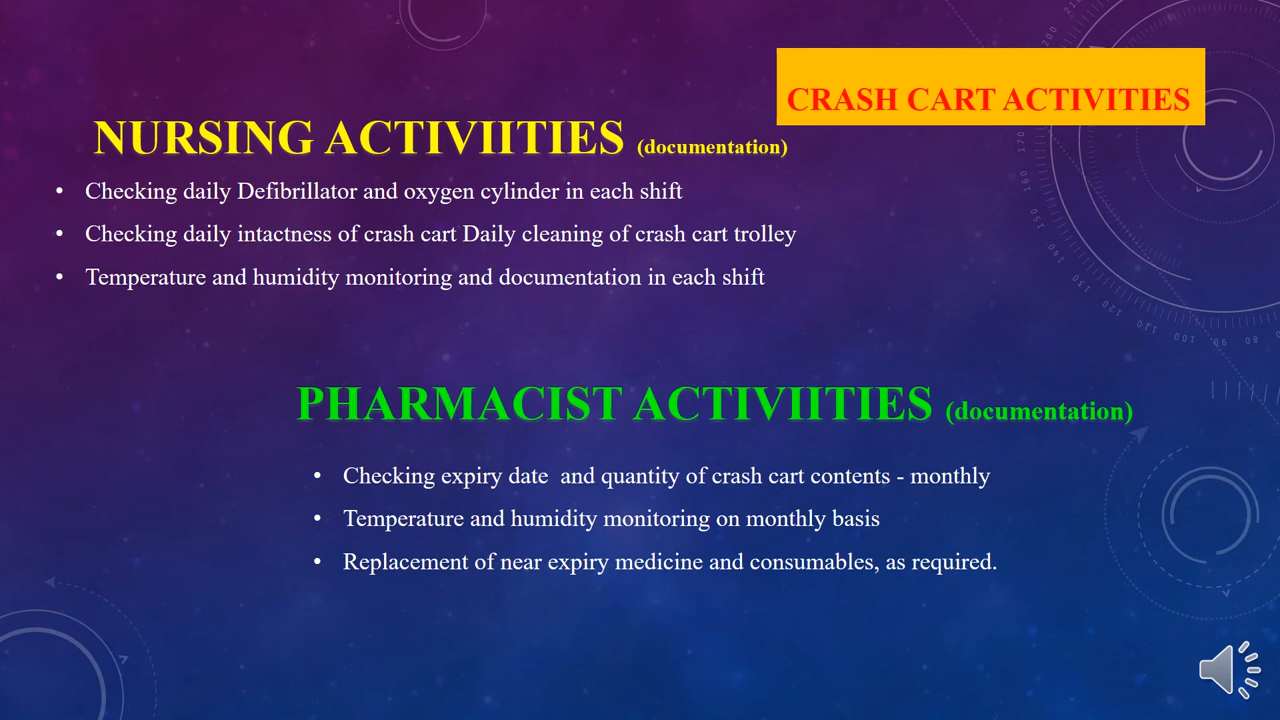 CRASH CART ACTIVITIES
NURSING ACTIVIITIES (documentation)
• Checking daily Defibrillator and oxygen cylinder in each shift
• Checking daily intactness of crash cart Daily cleaning of crash cart trolley
• Temperature and humidity monitoring and documentation in each shift
PHARMACIST ACTIVIITIES (documentation)
• Checking expiry date  and quantity of crash cart contents - monthly
• Temperature and humidity monitoring on monthly basis
• Replacement of near expiry medicine and consumables, as required.